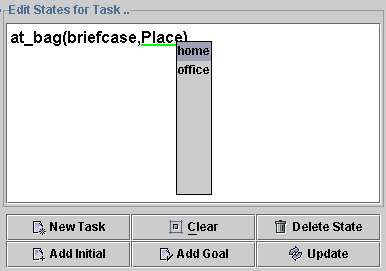 Edit States for Task ..
at_bag(briefcase,Place)
home
office
New Task
Clear
Delete State
Add Initial
Add Goal
Update